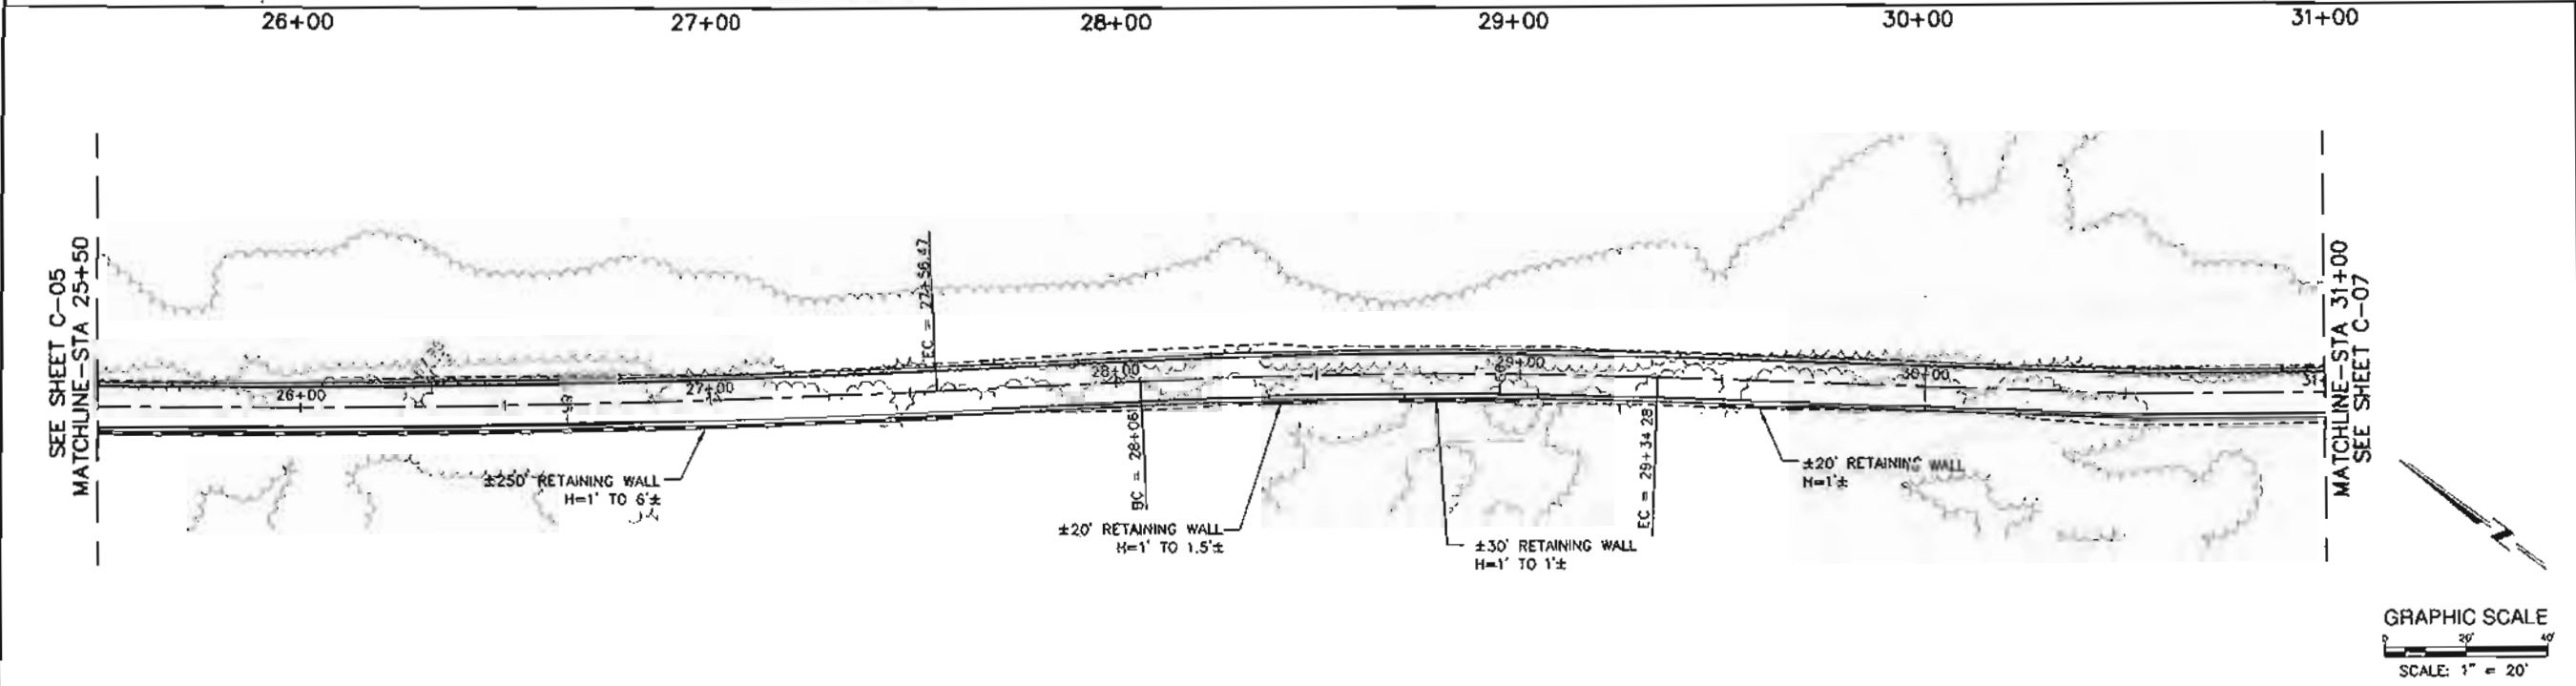 26+00 27+00 28+00 29+00 30+00 31+00
SEE SHEET C-05
MATCHLINE-STA 25+50
EC = 27+56.47
26+00
27+00
28+00
29+00
30+00
BC = 28+06
EC = 29+34 28
±250' RETAINING WALL
H=1' TO 6'±
±20' RETAINING WALL
H=1' TO 1.5'±
±30' RETAINING WALL
H=1' TO 1'±
±20' RETAINING WALL
H=1'±
MATCHLINE-STA 31+00
SEE SHEET C-07
Z
GRAPHIC SCALE
0 20' 40'
SCALE: 1" = 20'